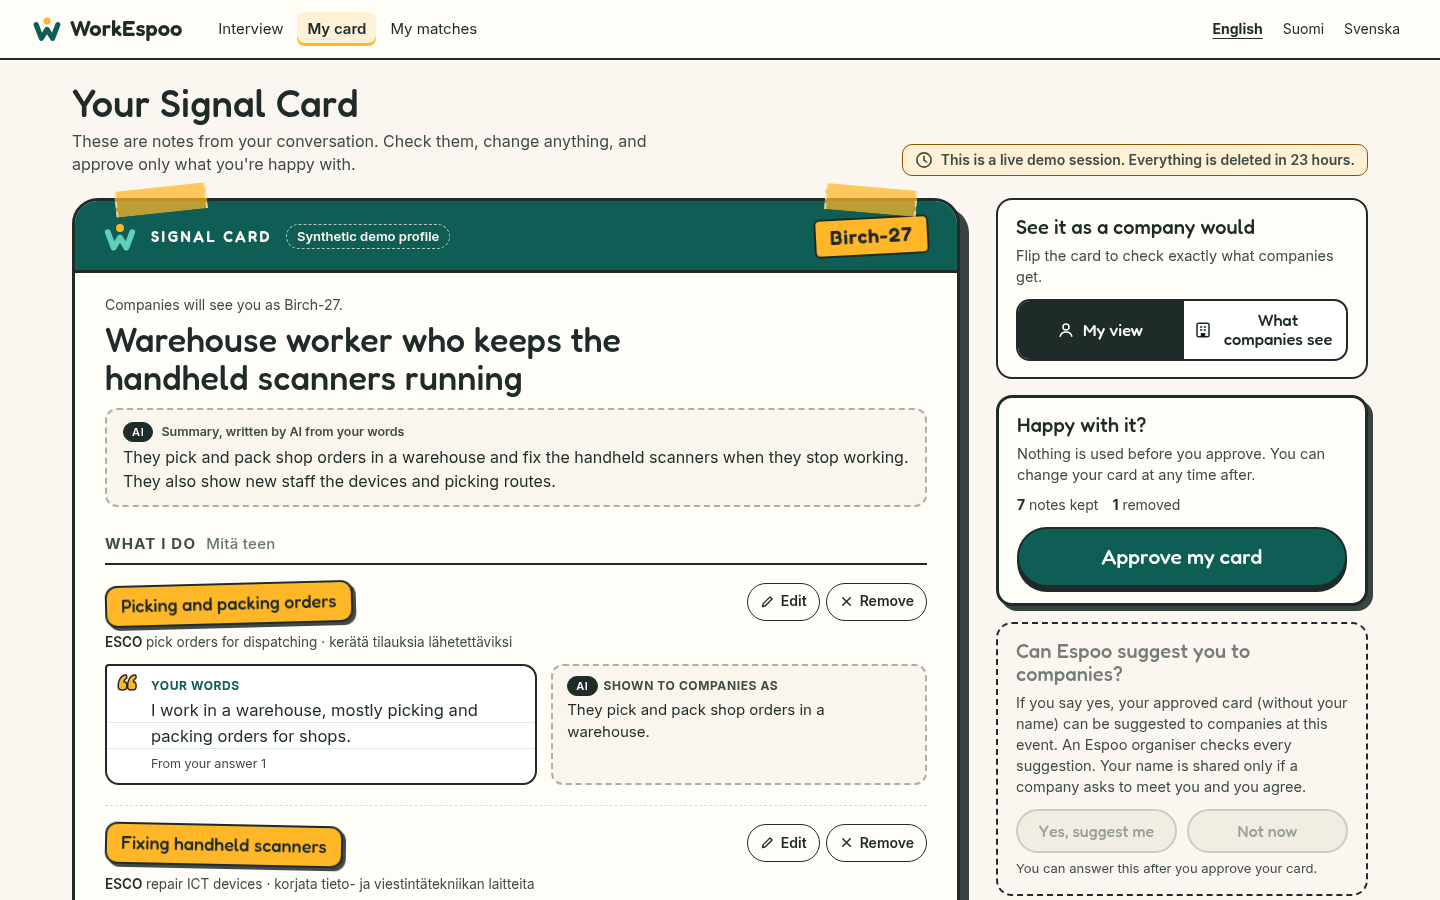 WorkEspoo
Interview
My card
My matches
English
Suomi
Svenska
Your Signal Card
These are notes from your conversation. Check them, change anything, and
approve only what you're happy with.
This is a live demo session. Everything is deleted in 23 hours.
SIGNAL CARD
Synthetic demo profile
Birch-27
Companies will see you as Birch-27.
Warehouse worker who keeps the
handheld scanners running
AI Summary, written by AI from your words
They pick and pack shop orders in a warehouse and fix the handheld scanners when they stop working.
They also show new staff the devices and picking routes.
WHAT I DO Mitä teen
Picking and packing orders
Edit
Remove
ESCO pick orders for dispatching · kerätä tilauksia lähetettäviksi
YOUR WORDS
I work in a warehouse, mostly picking and
packing orders for shops.
From your answer 1
AI SHOWN TO COMPANIES AS
They pick and pack shop orders in a
warehouse.
Fixing handheld scanners
Edit
Remove
ESCO repair ICT devices · korjata tieto- ja viestintätekniikan laitteita
See it as a company would
Flip the card to check exactly what companies
get.
My view
What
companies see
Happy with it?
Nothing is used before you approve. You can
change your card at any time after.
7 notes kept 1 removed
Approve my card
Can Espoo suggest you to
companies?
If you say yes, your approved card (without your
name) can be suggested to companies at this
event. An Espoo organiser checks every
suggestion. Your name is shared only if a
company asks to meet you and you agree.
Yes, suggest me
Not now
You can answer this after you approve your card.